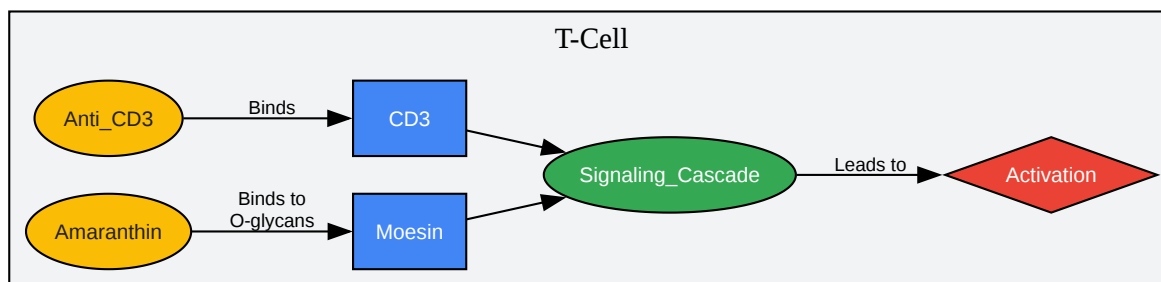 T-Cell
Anti_CD3
Binds
CD3
Signaling_Cascade
Leads to
Activation
Amaranthin
Binds to
O-glycans
Moesin